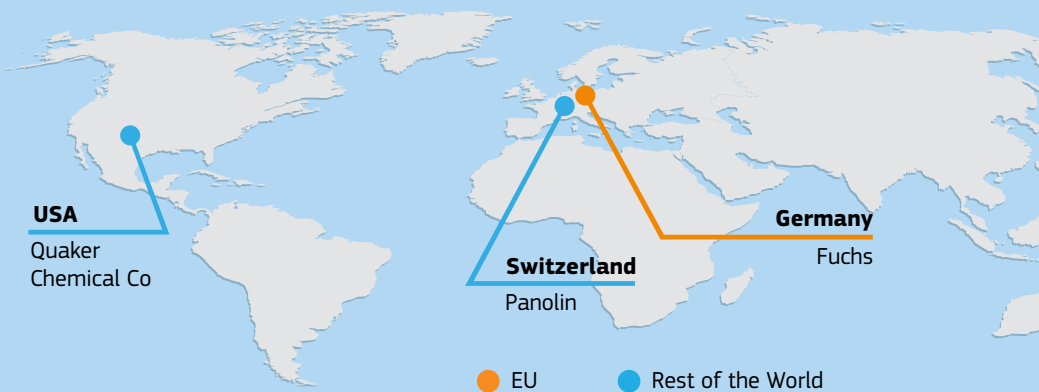 USA
Quaker
Chemical Co
Switzerland
Panolin
Germany
Fuchs
EU
Rest of the World